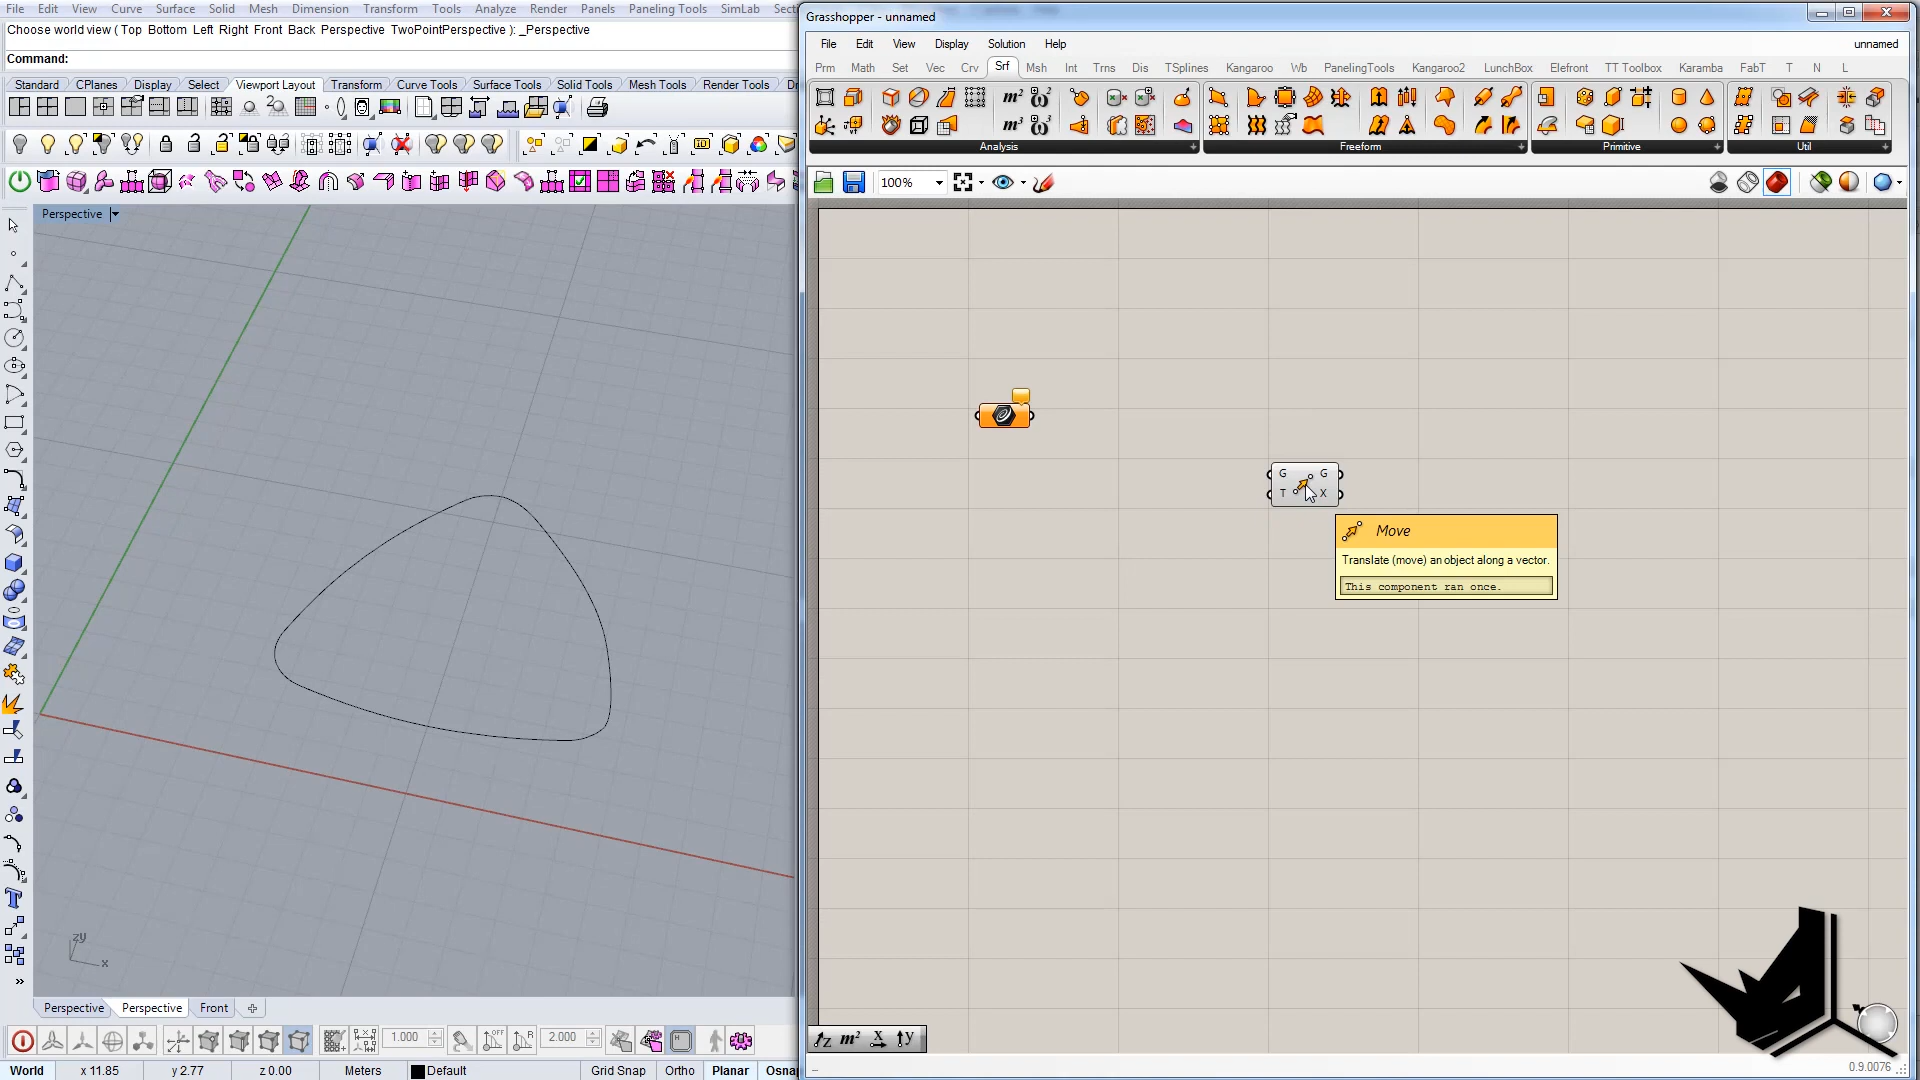 File Edit View Curve Surface Solid Mesh Dimension Transform Tools Analyze Render Panels Paneling Tools SimLab
Choose world view ( Top Bottom Left Right Front Back Perspective TwoPointPerspective ): _Perspective
Command:
Standard CPlanes Display Select Viewport Layout Transform Curve Tools Surface Tools Solid Tools Mesh Tools Render Tools
Perspective
zy
x
Perspective Perspective Front
1.000 2.000
World x 11.85 y 2.77 z 0.00 Meters Default Grid Snap Ortho Planar Osnap
Grasshopper - unnamed
File Edit View Display Solution Help unnamed
Prm Math Set Vec Crv Srf Msh Int Trns Dis TSplines Kangaroo Wb PanelingTools Kangaroo2 LunchBox Elefront TT Toolbox Karamba FabT T N L
m² m³
Analysis Freeform Primitive Util
100%
G G
T X
Move
Translate (move) an object along a vector.
This component ran once.
z m² x y
0.9.0076